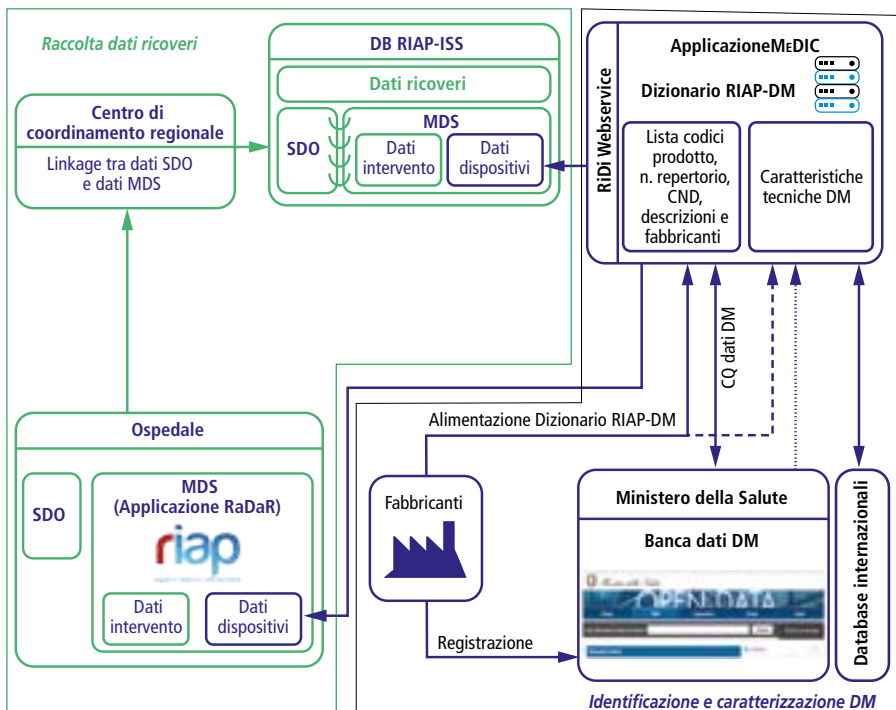 Raccolta dati ricoveri
DB RIAP-ISS
Dati ricoveri
SDO
MDS
Dati
intervento
Dati
dispositivi
Centro di
coordinamento regionale
Linkage tra dati SDO
e dati MDS
RiDi Webservice
ApplicazioneMEDIC
Dizionario RIAP-DM
Lista codici
prodotto,
n. repertorio,
CND,
descrizioni e
fabbricanti
Caratteristiche
tecniche DM
CQ dati DM
Alimentazione Dizionario RIAP-DM
Ospedale
SDO
MDS
(Applicazione RaDaR)
riap
Dati
intervento
Dati
dispositivi
Fabbricanti
Registrazione
Ministero della Salute
Banca dati DM
OPEN DATA
Database internazionali
Identificazione e caratterizzazione DM